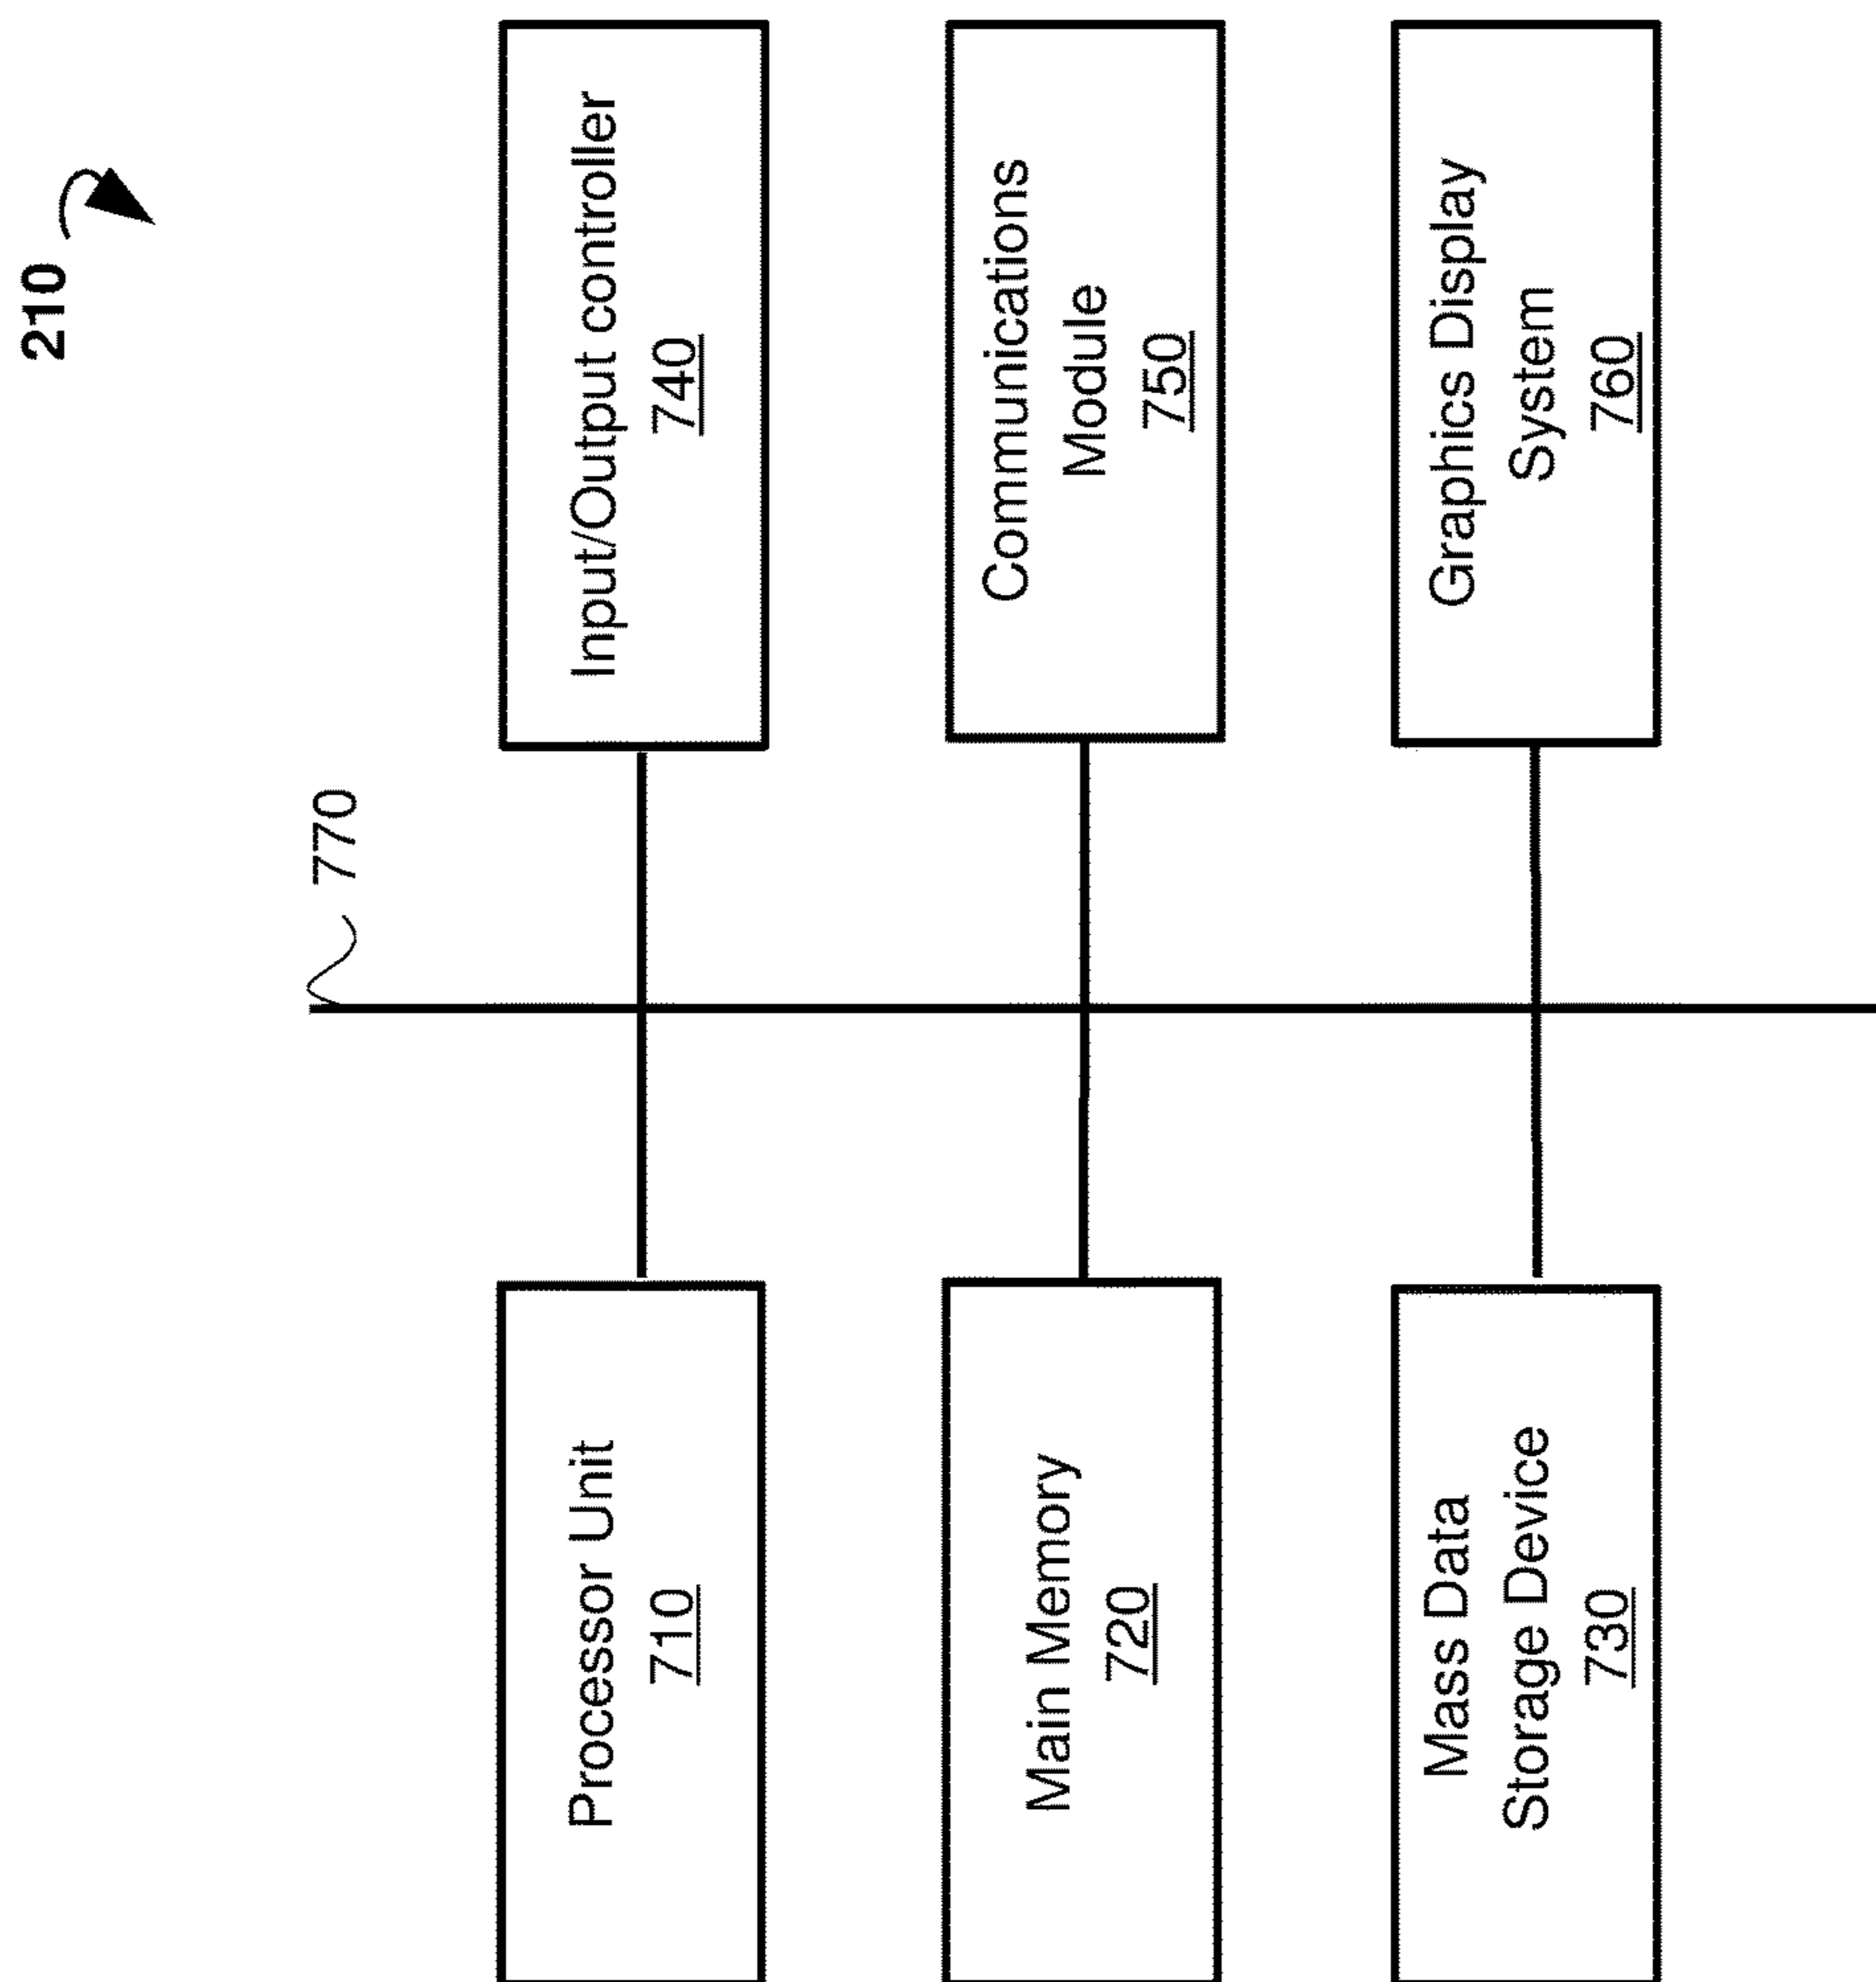 210
770
Processor Unit
710
Input/Output controller
740
Main Memory
720
Communications
Module
750
Mass Data
Storage Device
730
Graphics Display
System
760